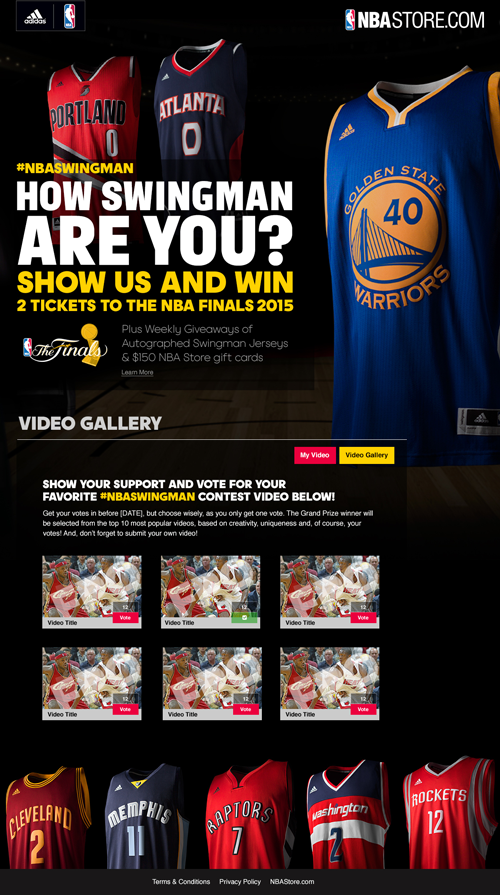 adidas
NBA
NBASTORE.COM
PORTLAND
0
ATLANTA
0
GOLDEN STATE
40
WARRIORS
#NBASWINGMAN
HOW SWINGMAN
ARE YOU?
SHOW US AND WIN
2 TICKETS TO THE NBA FINALS 2015
The Finals
Plus Weekly Giveaways of
Autographed Swingman Jerseys
& $150 NBA Store gift cards
Learn More
VIDEO GALLERY
My Video
Video Gallery
SHOW YOUR SUPPORT AND VOTE FOR YOUR
FAVORITE #NBASWINGMAN CONTEST VIDEO BELOW!
Get your votes in before [DATE], but choose wisely, as you only get one vote. The Grand Prize winner will
be selected from the top 10 most popular videos, based on creativity, uniqueness and, of course, your
votes! And, don't forget to submit your own video!
12
Vote
Video Title
12
Video Title
12
Vote
Video Title
12
Vote
Video Title
12
Vote
Video Title
12
Vote
Video Title
CLEVELAND
2
MEMPHIS
11
RAPTORS
7
Washington
2
ROCKETS
12
Terms & Conditions Privacy Policy NBAStore.com